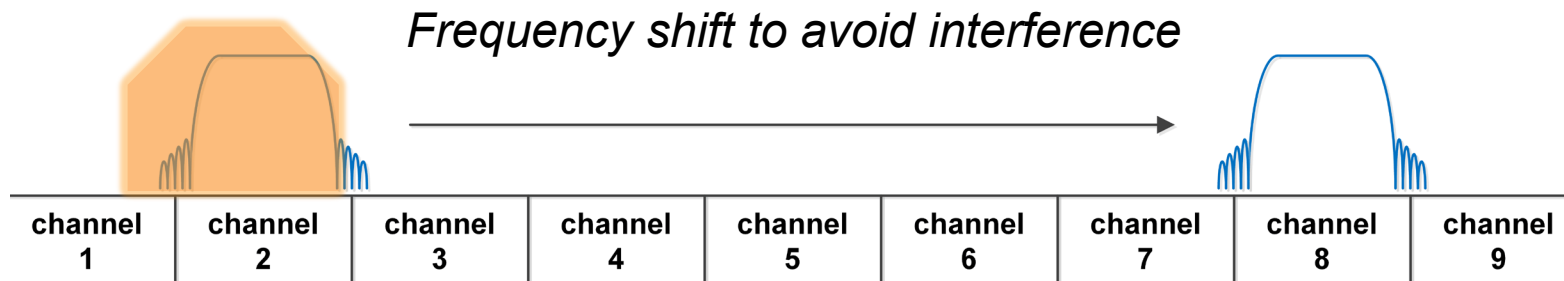 Frequency shift to avoid interference
channel channel channel channel channel channel channel channel channel
1 2 3 4 5 6 7 8 9